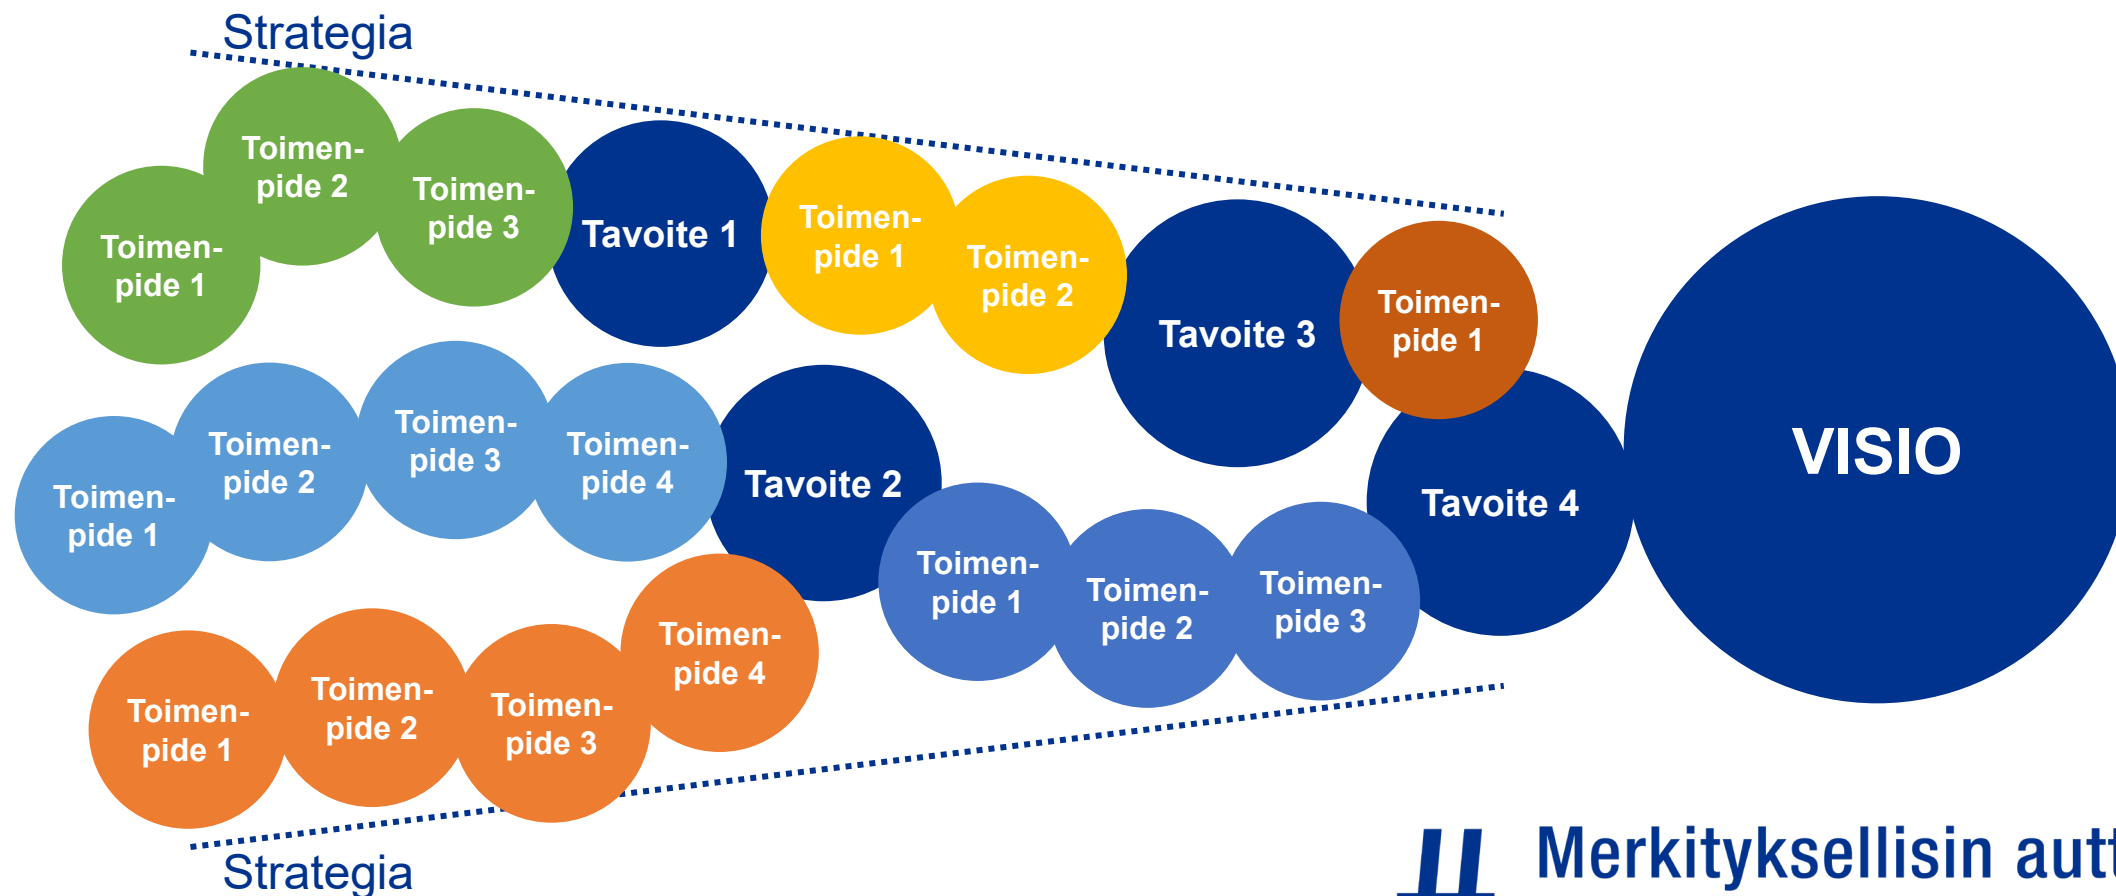 Strategia
Toimen-
pide 1
Toimen-
pide 2
Toimen-
pide 3
Tavoite 1
Toimen-
pide 1
Toimen-
pide 2
Tavoite 3
Toimen-
pide 1
Toimen-
pide 1
Toimen-
pide 2
Toimen-
pide 3
Toimen-
pide 4
Tavoite 2
Toimen-
pide 1
Toimen-
pide 2
Toimen-
pide 3
Tavoite 4
VISIO
Toimen-
pide 1
Toimen-
pide 2
Toimen-
pide 3
Toimen-
pide 4
Strategia
# Merkityksellisin